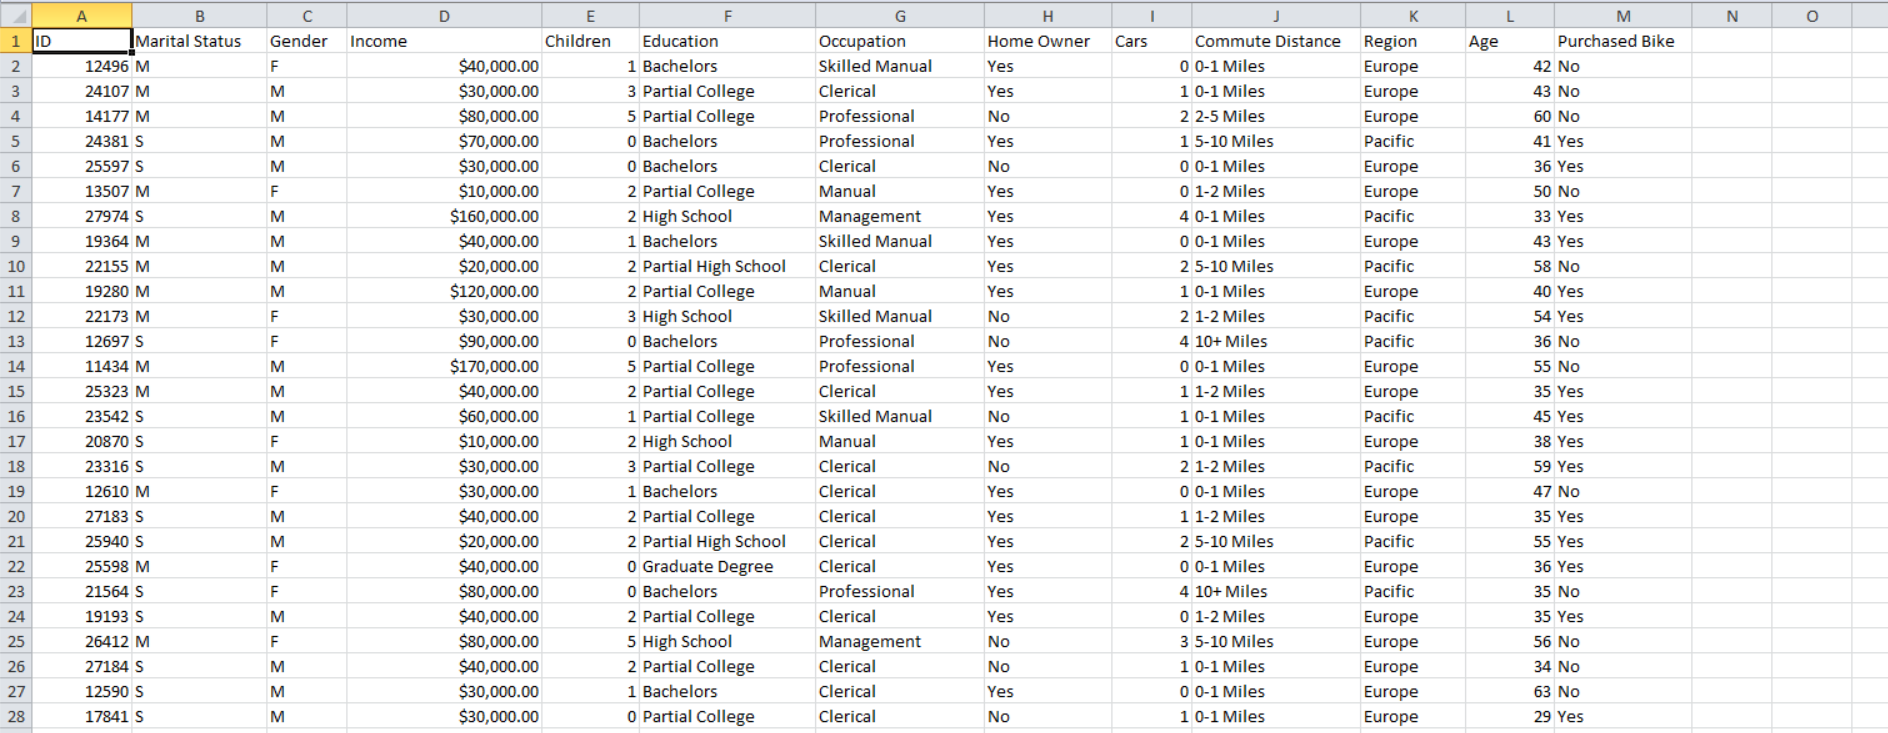 A B C D E F G H I J K L M N O
1 ID Marital Status Gender Income Children Education Occupation Home Owner Cars Commute Distance Region Age Purchased Bike
2 12496 M F $40,000.00 1 Bachelors Skilled Manual Yes 0 0-1 Miles Europe 42 No
3 24107 M M $30,000.00 3 Partial College Clerical Yes 1 0-1 Miles Europe 43 No
4 14177 M M $80,000.00 5 Partial College Professional No 2 2-5 Miles Europe 60 No
5 24381 S M $70,000.00 0 Bachelors Professional Yes 1 5-10 Miles Pacific 41 Yes
6 25597 S M $30,000.00 0 Bachelors Clerical No 0 0-1 Miles Europe 36 Yes
7 13507 M F $10,000.00 2 Partial College Manual Yes 0 1-2 Miles Europe 50 No
8 27974 S M $160,000.00 2 High School Management Yes 4 0-1 Miles Pacific 33 Yes
9 19364 M M $40,000.00 1 Bachelors Skilled Manual Yes 0 0-1 Miles Europe 43 Yes
10 22155 M M $20,000.00 2 Partial High School Clerical Yes 2 5-10 Miles Pacific 58 No
11 19280 M M $120,000.00 2 Partial College Manual Yes 1 0-1 Miles Europe 40 Yes
12 22173 M F $30,000.00 3 High School Skilled Manual No 2 1-2 Miles Pacific 54 Yes
13 12697 S F $90,000.00 0 Bachelors Professional No 4 10+ Miles Pacific 36 No
14 11434 M M $170,000.00 5 Partial College Professional Yes 0 0-1 Miles Europe 55 No
15 25323 M M $40,000.00 2 Partial College Clerical Yes 1 1-2 Miles Europe 35 Yes
16 23542 S M $60,000.00 1 Partial College Skilled Manual No 1 0-1 Miles Pacific 45 Yes
17 20870 S F $10,000.00 2 High School Manual Yes 1 0-1 Miles Europe 38 Yes
18 23316 S M $30,000.00 3 Partial College Clerical No 2 1-2 Miles Pacific 59 Yes
19 12610 M F $30,000.00 1 Bachelors Clerical Yes 0 0-1 Miles Europe 47 No
20 27183 S M $40,000.00 2 Partial College Clerical Yes 1 1-2 Miles Europe 35 Yes
21 25940 S M $20,000.00 2 Partial High School Clerical Yes 2 5-10 Miles Pacific 55 Yes
22 25598 M F $40,000.00 0 Graduate Degree Clerical Yes 0 0-1 Miles Europe 36 Yes
23 21564 S F $80,000.00 0 Bachelors Professional Yes 4 10+ Miles Pacific 35 No
24 19193 S M $40,000.00 2 Partial College Clerical Yes 0 1-2 Miles Europe 35 Yes
25 26412 M F $80,000.00 5 High School Management No 3 5-10 Miles Europe 56 No
26 27184 S M $40,000.00 2 Partial College Clerical No 1 0-1 Miles Europe 34 No
27 12590 S M $30,000.00 1 Bachelors Clerical Yes 0 0-1 Miles Europe 63 No
28 17841 S M $30,000.00 0 Partial College Clerical No 1 0-1 Miles Europe 29 Yes